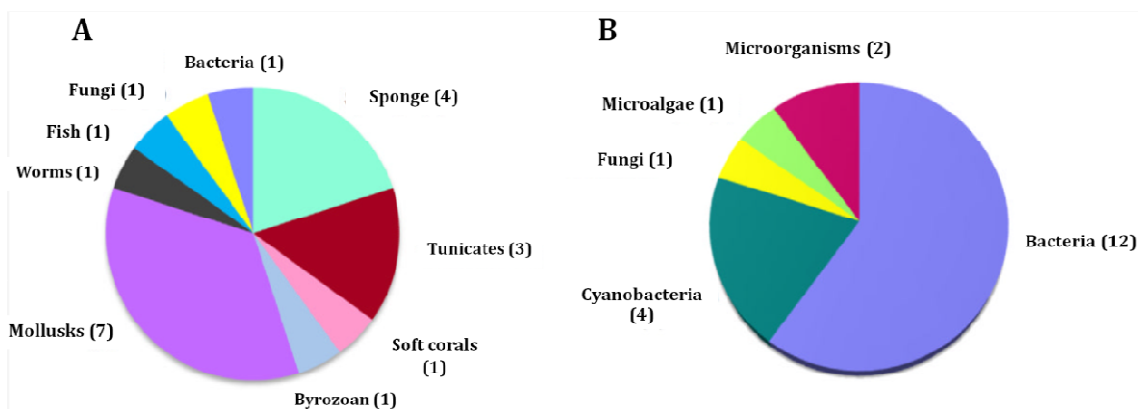 A
Bacteria (1)
Fungi (1)
Sponge (4)
Fish (1)
Worms (1)
Tunicates (3)
Mollusks (7)
Soft corals
(1)
Byrozoan (1)
B
Microorganisms (2)
Microalgae (1)
Fungi (1)
Bacteria (12)
Cyanobacteria
(4)